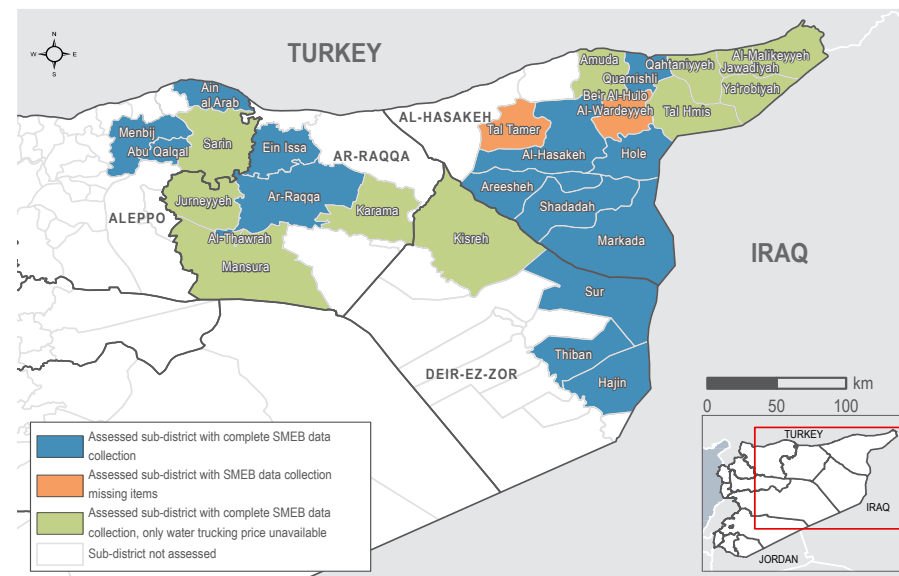 N
W
E
S
TURKEY
Ain
al Arab
Menbij
Abu Qalqal
Sarin
Ein Issa
AR-RAQQA
AL-HASAKEH
Tal Tamer
Amuda
Quamishli
Qahtaniyyeh
Al-Malikeyyeh
Jawadiyah
Ya'robiyah
Be'r Al-Hulo
Al-Wardeyyeh
Tal Hmis
Al-Hasakeh
Hole
Areesheh
Shadadah
Markada
IRAQ
ALEPPO
Jurneyyeh
Ar-Raqqa
Karama
Al-Thawrah
Mansura
Kisreh
Sur
Thiban
Hajin
DEIR-EZ-ZOR
km
0 50 100
Assessed sub-district with complete SMEB data
collection
Assessed sub-district with SMEB data collection
missing items
Assessed sub-district with complete SMEB data
collection, only water trucking price unavailable
Sub-district not assessed
TURKEY
IRAQ
JORDAN